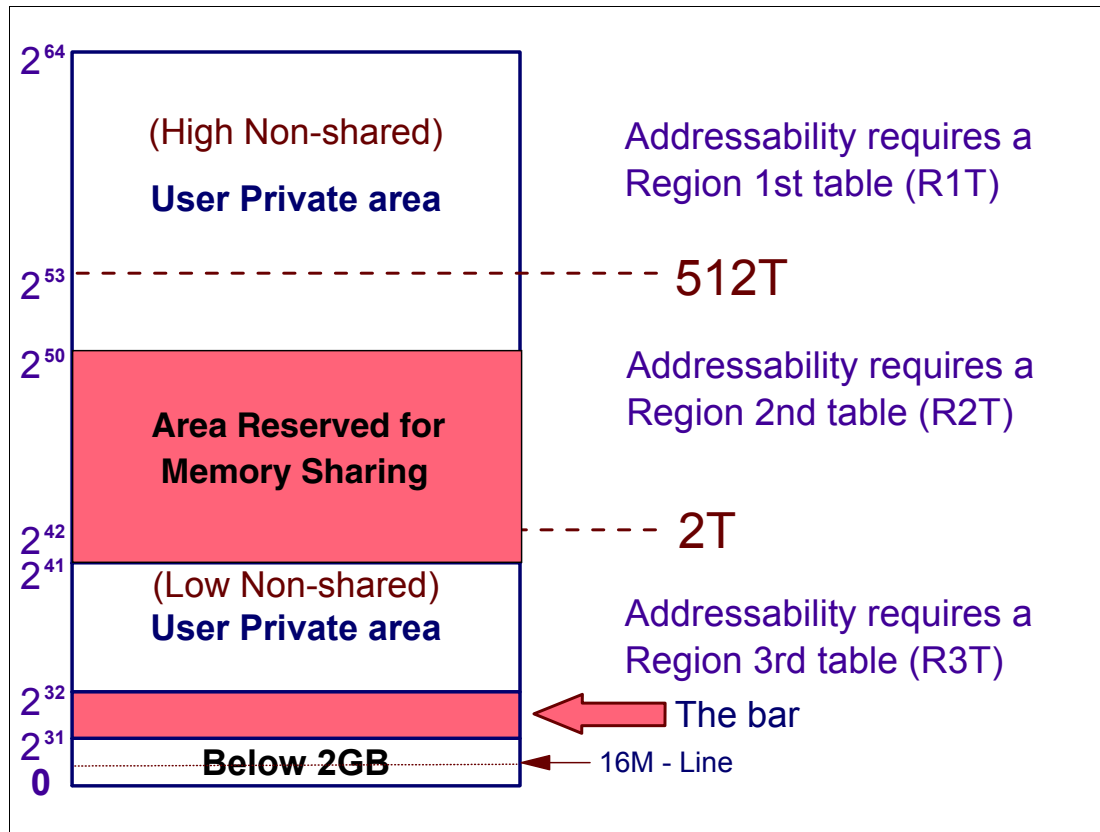 2^64
(High Non-shared)
User Private area
Addressability requires a
Region 1st table (R1T)
2^53
512T
2^50
Area Reserved for
Memory Sharing
Addressability requires a
Region 2nd table (R2T)
2^42
2T
2^41
(Low Non-shared)
User Private area
Addressability requires a
Region 3rd table (R3T)
2^32
The bar
2^31
Below 2GB
16M - Line
0